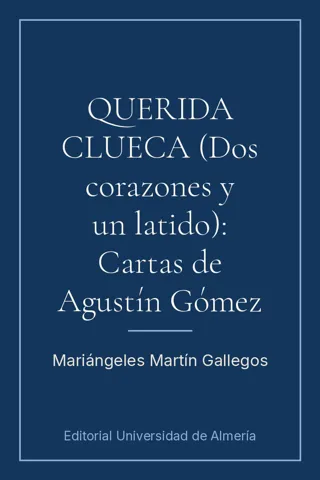 QUERIDA
CLUECA (Dos
corazones y
un latido):
Cartas de
Agustín Gómez
Mariángeles Martín Gallegos
Editorial Universidad de Almería